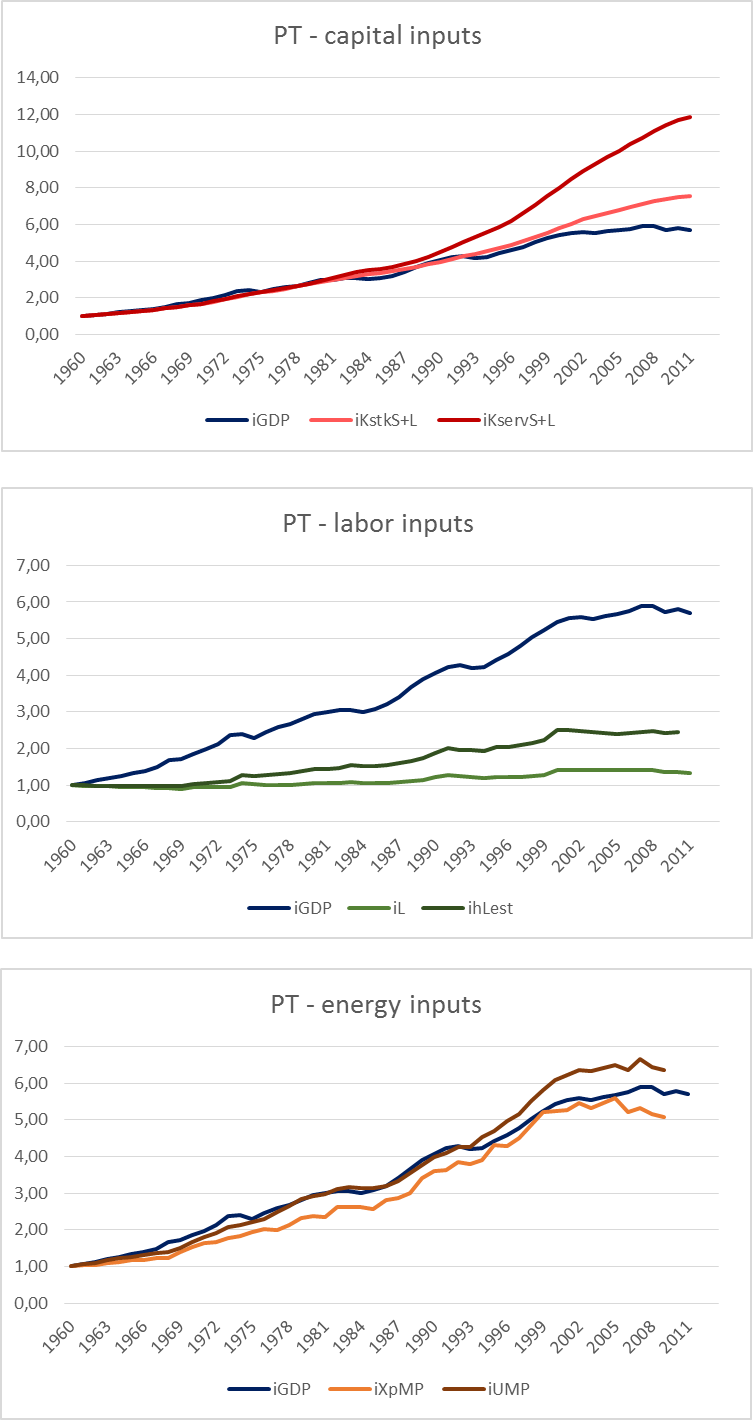 PT - capital inputs
14,00
12,00
10,00
8,00
6,00
4,00
2,00
0,00
1960 1963 1966 1969 1972 1975 1978 1981 1984 1987 1990 1993 1996 1999 2002 2005 2008 2011
iGDP iKstkS+L iKservS+L
PT - labor inputs
7,00
6,00
5,00
4,00
3,00
2,00
1,00
0,00
1960 1963 1966 1969 1972 1975 1978 1981 1984 1987 1990 1993 1996 1999 2002 2005 2008 2011
iGDP iL ihLest
PT - energy inputs
7,00
6,00
5,00
4,00
3,00
2,00
1,00
0,00
1960 1963 1966 1969 1972 1975 1978 1981 1984 1987 1990 1993 1996 1999 2002 2005 2008 2011
iGDP iXpMP iUMP